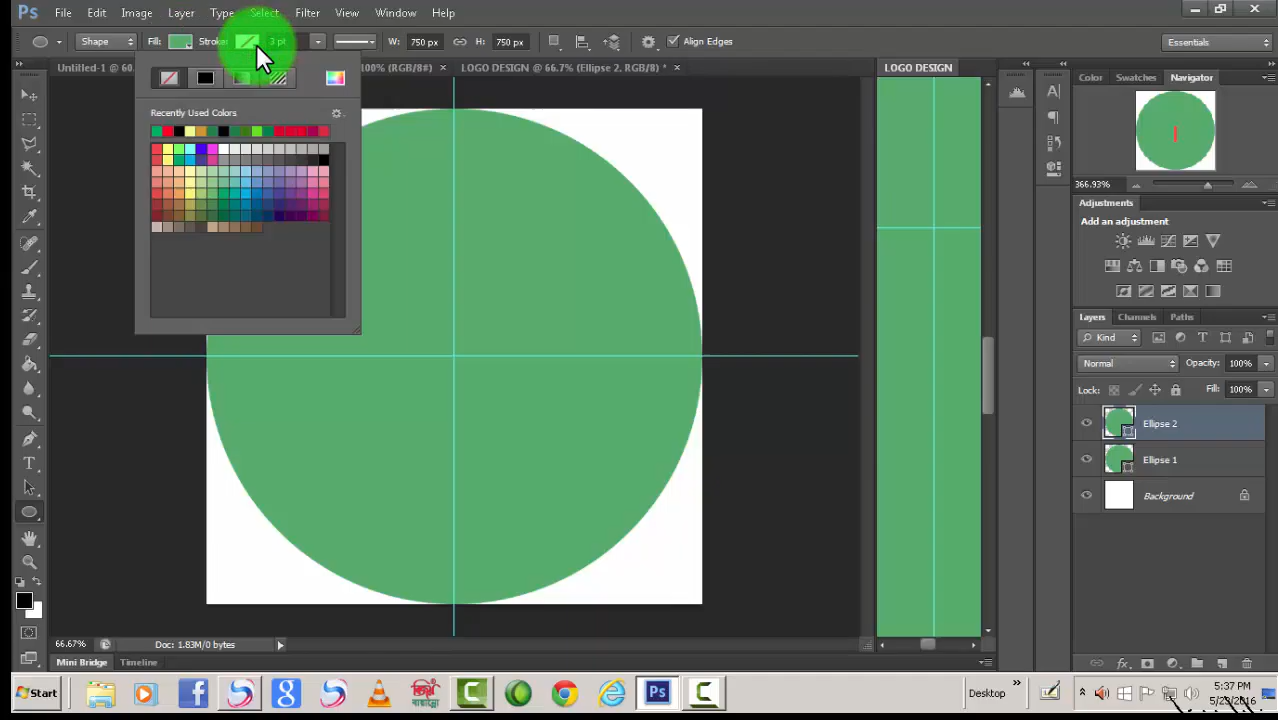 Ps File Edit Image Layer Type Select Filter View Window Help
Shape Fill: Stroke: 3 pt W: 750 px H: 750 px Align Edges Essentials
Untitled-1 @ 60. 100% (RGB/8#) × LOGO DESIGN @ 66.7% (Ellipse 2, RGB/8) * × LOGO DESIGN
Color Swatches Navigator
Recently Used Colors
366.93%
Adjustments
Add an adjustment
Layers Channels Paths
Kind
Normal Opacity: 100%
Lock: Fill: 100%
Ellipse 2
Ellipse 1
Background
66.67% Doc: 1.83M/0 bytes
Mini Bridge Timeline
Start Ps Desktop 5:37 PM